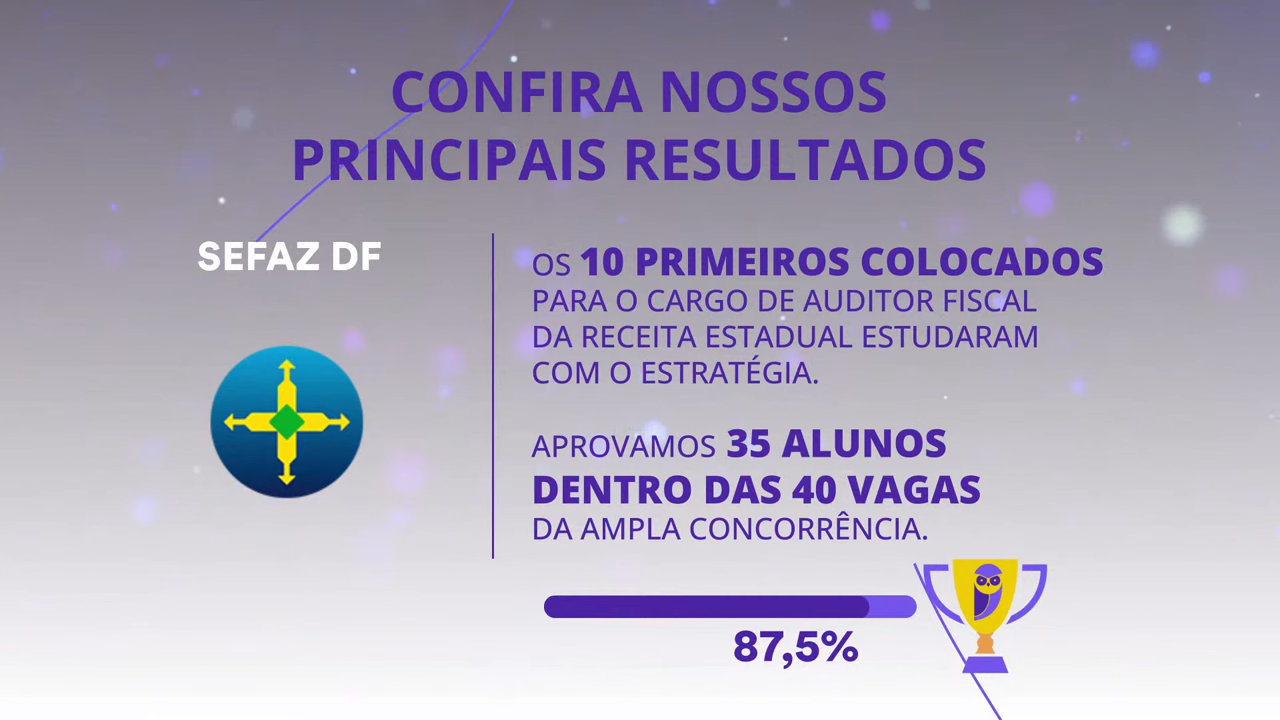 CONFIRA NOSSOS
PRINCIPAIS RESULTADOS
SEFAZ DF
OS 10 PRIMEIROS COLOCADOS
PARA O CARGO DE AUDITOR FISCAL
DA RECEITA ESTADUAL ESTUDARAM
COM O ESTRATÉGIA.
APROVAMOS 35 ALUNOS
DENTRO DAS 40 VAGAS
DA AMPLA CONCORRÊNCIA.
87,5%